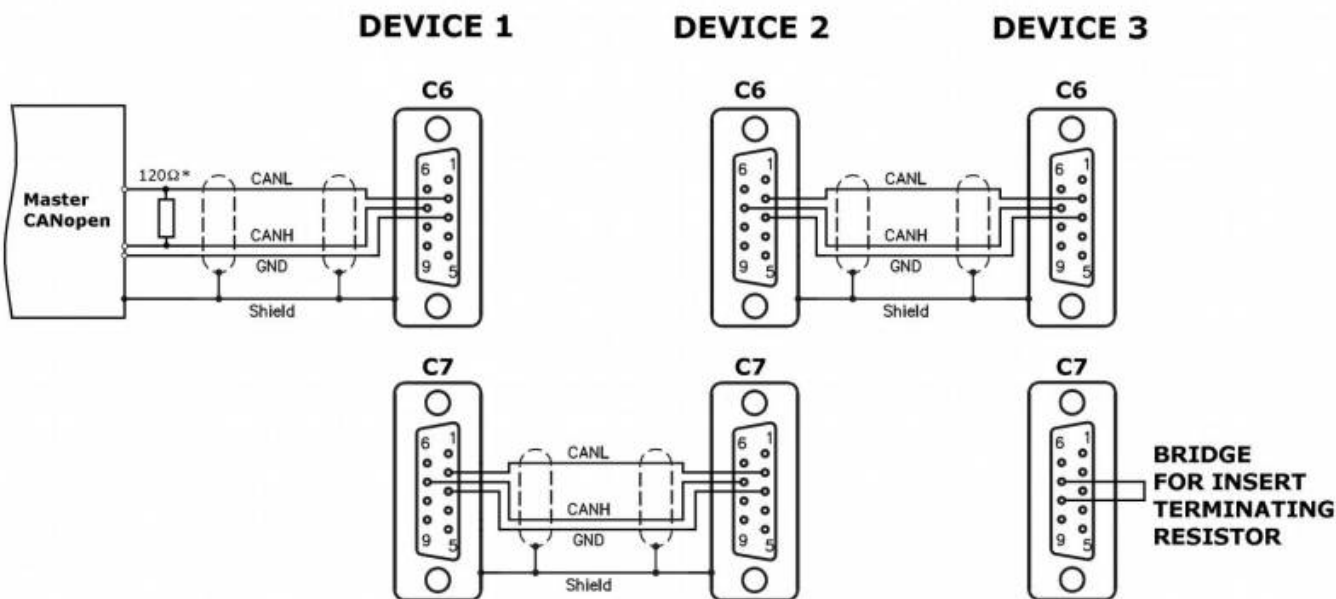 DEVICE 1
DEVICE 2
DEVICE 3
C6
C6
C6
Master
CANopen
120Ω*
CANL
CANH
GND
Shield
6
1
9
5
6
1
9
5
CANL
CANH
GND
Shield
6
1
9
5
C7
C7
C7
6
1
9
5
CANL
CANH
GND
Shield
6
1
9
5
6
1
9
5
BRIDGE
FOR INSERT
TERMINATING
RESISTOR